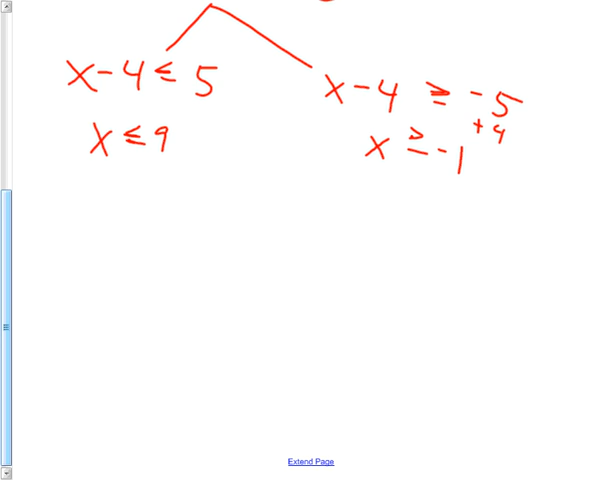 x - 4 ≤ 5
x ≤ 9
x - 4 ≥ - 5
+ 4
x ≥ - 1
Extend Page